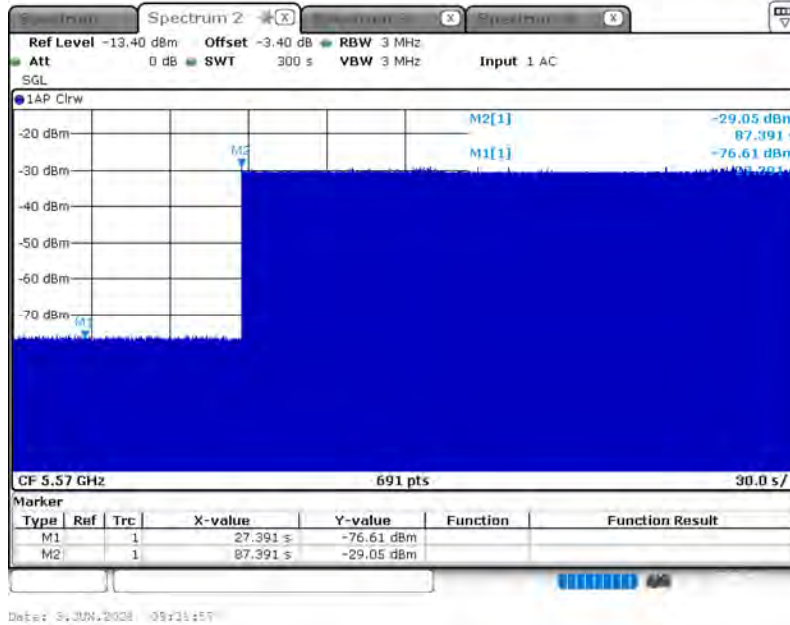 Spectrum 2 X X X
Ref Level -13.40 dBm Offset -3.40 dB RBW 3 MHz
Att 0 dB SWT 300 s VBW 3 MHz Input 1 AC
SGL
1AP Clrw
M2[1] -29.05 dBm
87.391
-20 dBm
M1[1] -76.61 dBm
M2
-30 dBm
-40 dBm
-50 dBm
-60 dBm
-70 dBm
M1
CF 5.57 GHz 691 pts 30.0 s/
Marker
Type Ref Trc X-value Y-value Function Function Result
M1 1 27.391 s -76.61 dBm
M2 1 87.391 s -29.05 dBm